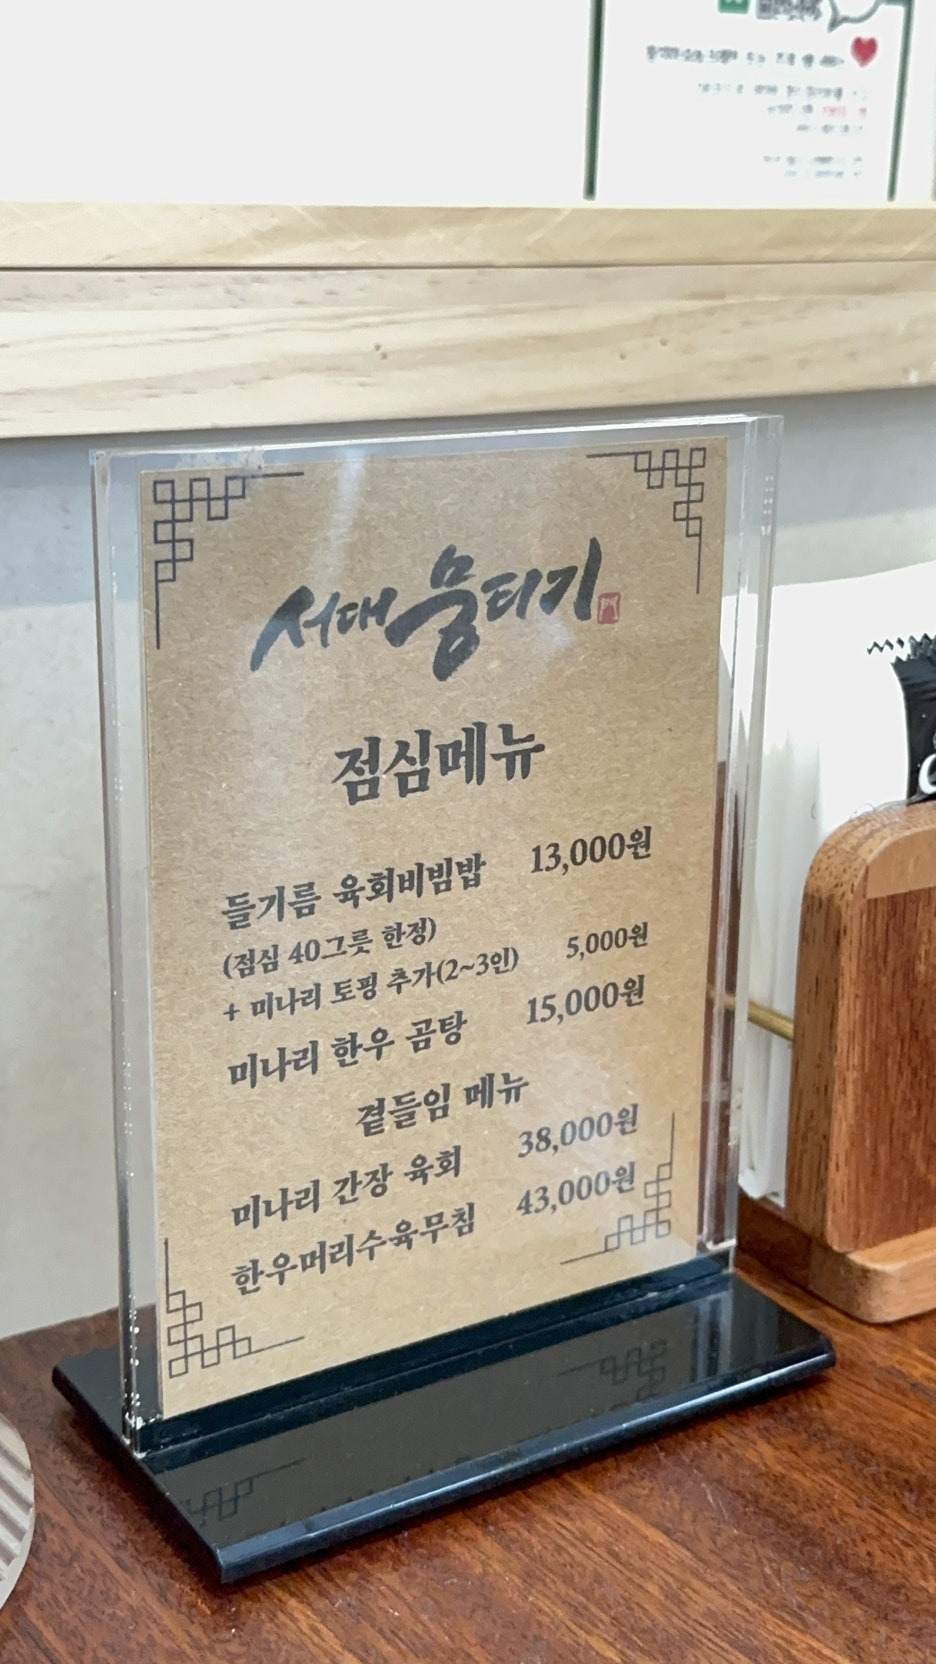 서대문티기
점심메뉴
들기름 육회비빔밥 13,000원
(점심 40그릇 한정)
+ 미나리 토핑 추가(2~3인) 5,000원
미나리 한우 곰탕 15,000원
곁들임 메뉴
미나리 간장 육회 38,000원
한우머리수육무침 43,000원